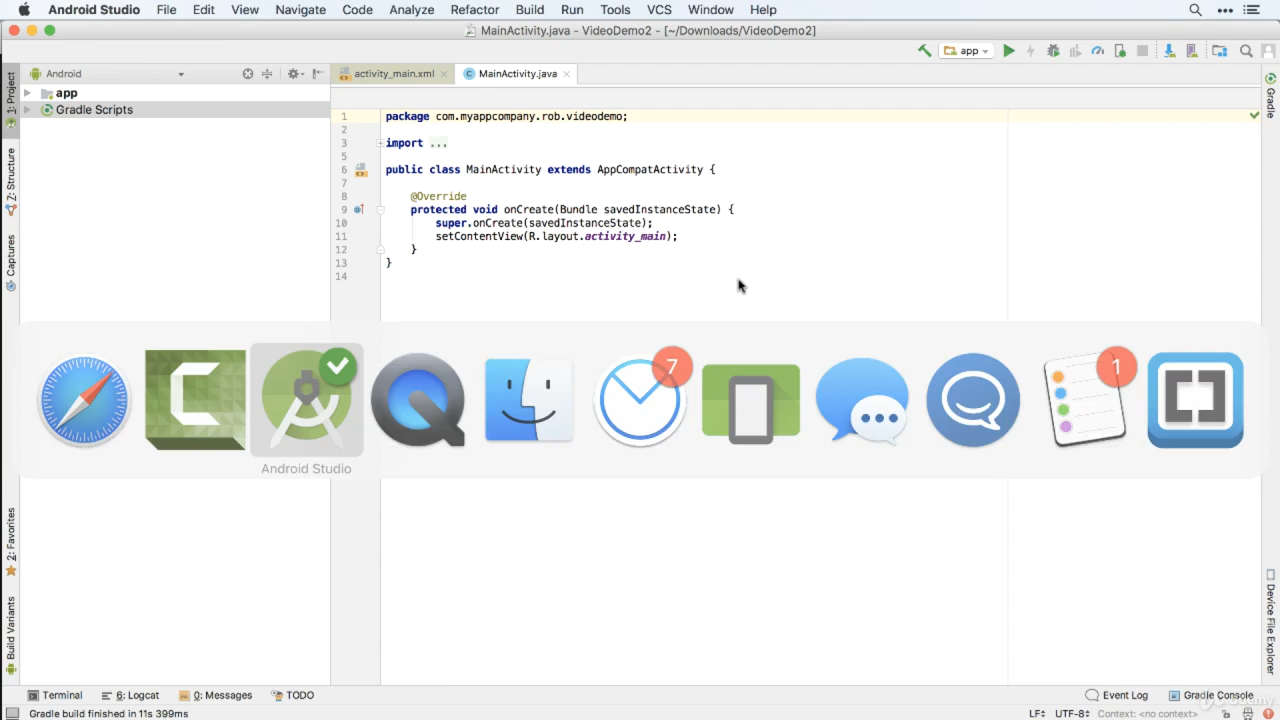 Android Studio File Edit View Navigate Code Analyze Refactor Build Run Tools VCS Window Help
MainActivity.java - VideoDemo2 - [~/Downloads/VideoDemo2]
app
Android
activity_main.xml
MainActivity.java
1: Project
Z: Structure
Captures
2: Favorites
Build Variants
app
Gradle Scripts
1 package com.myappcompany.rob.videodemo;
2
3 import ...
5
6 public class MainActivity extends AppCompatActivity {
7
8 @Override
9 protected void onCreate(Bundle savedInstanceState) {
10 super.onCreate(savedInstanceState);
11 setContentView(R.layout.activity_main);
12 }
13 }
14
Gradle
Device File Explorer
7
1
Android Studio
Terminal 6: Logcat 0: Messages TODO Event Log Gradle Console
Gradle build finished in 11s 399ms LF UTF-8 Context: <no context>
Udemy